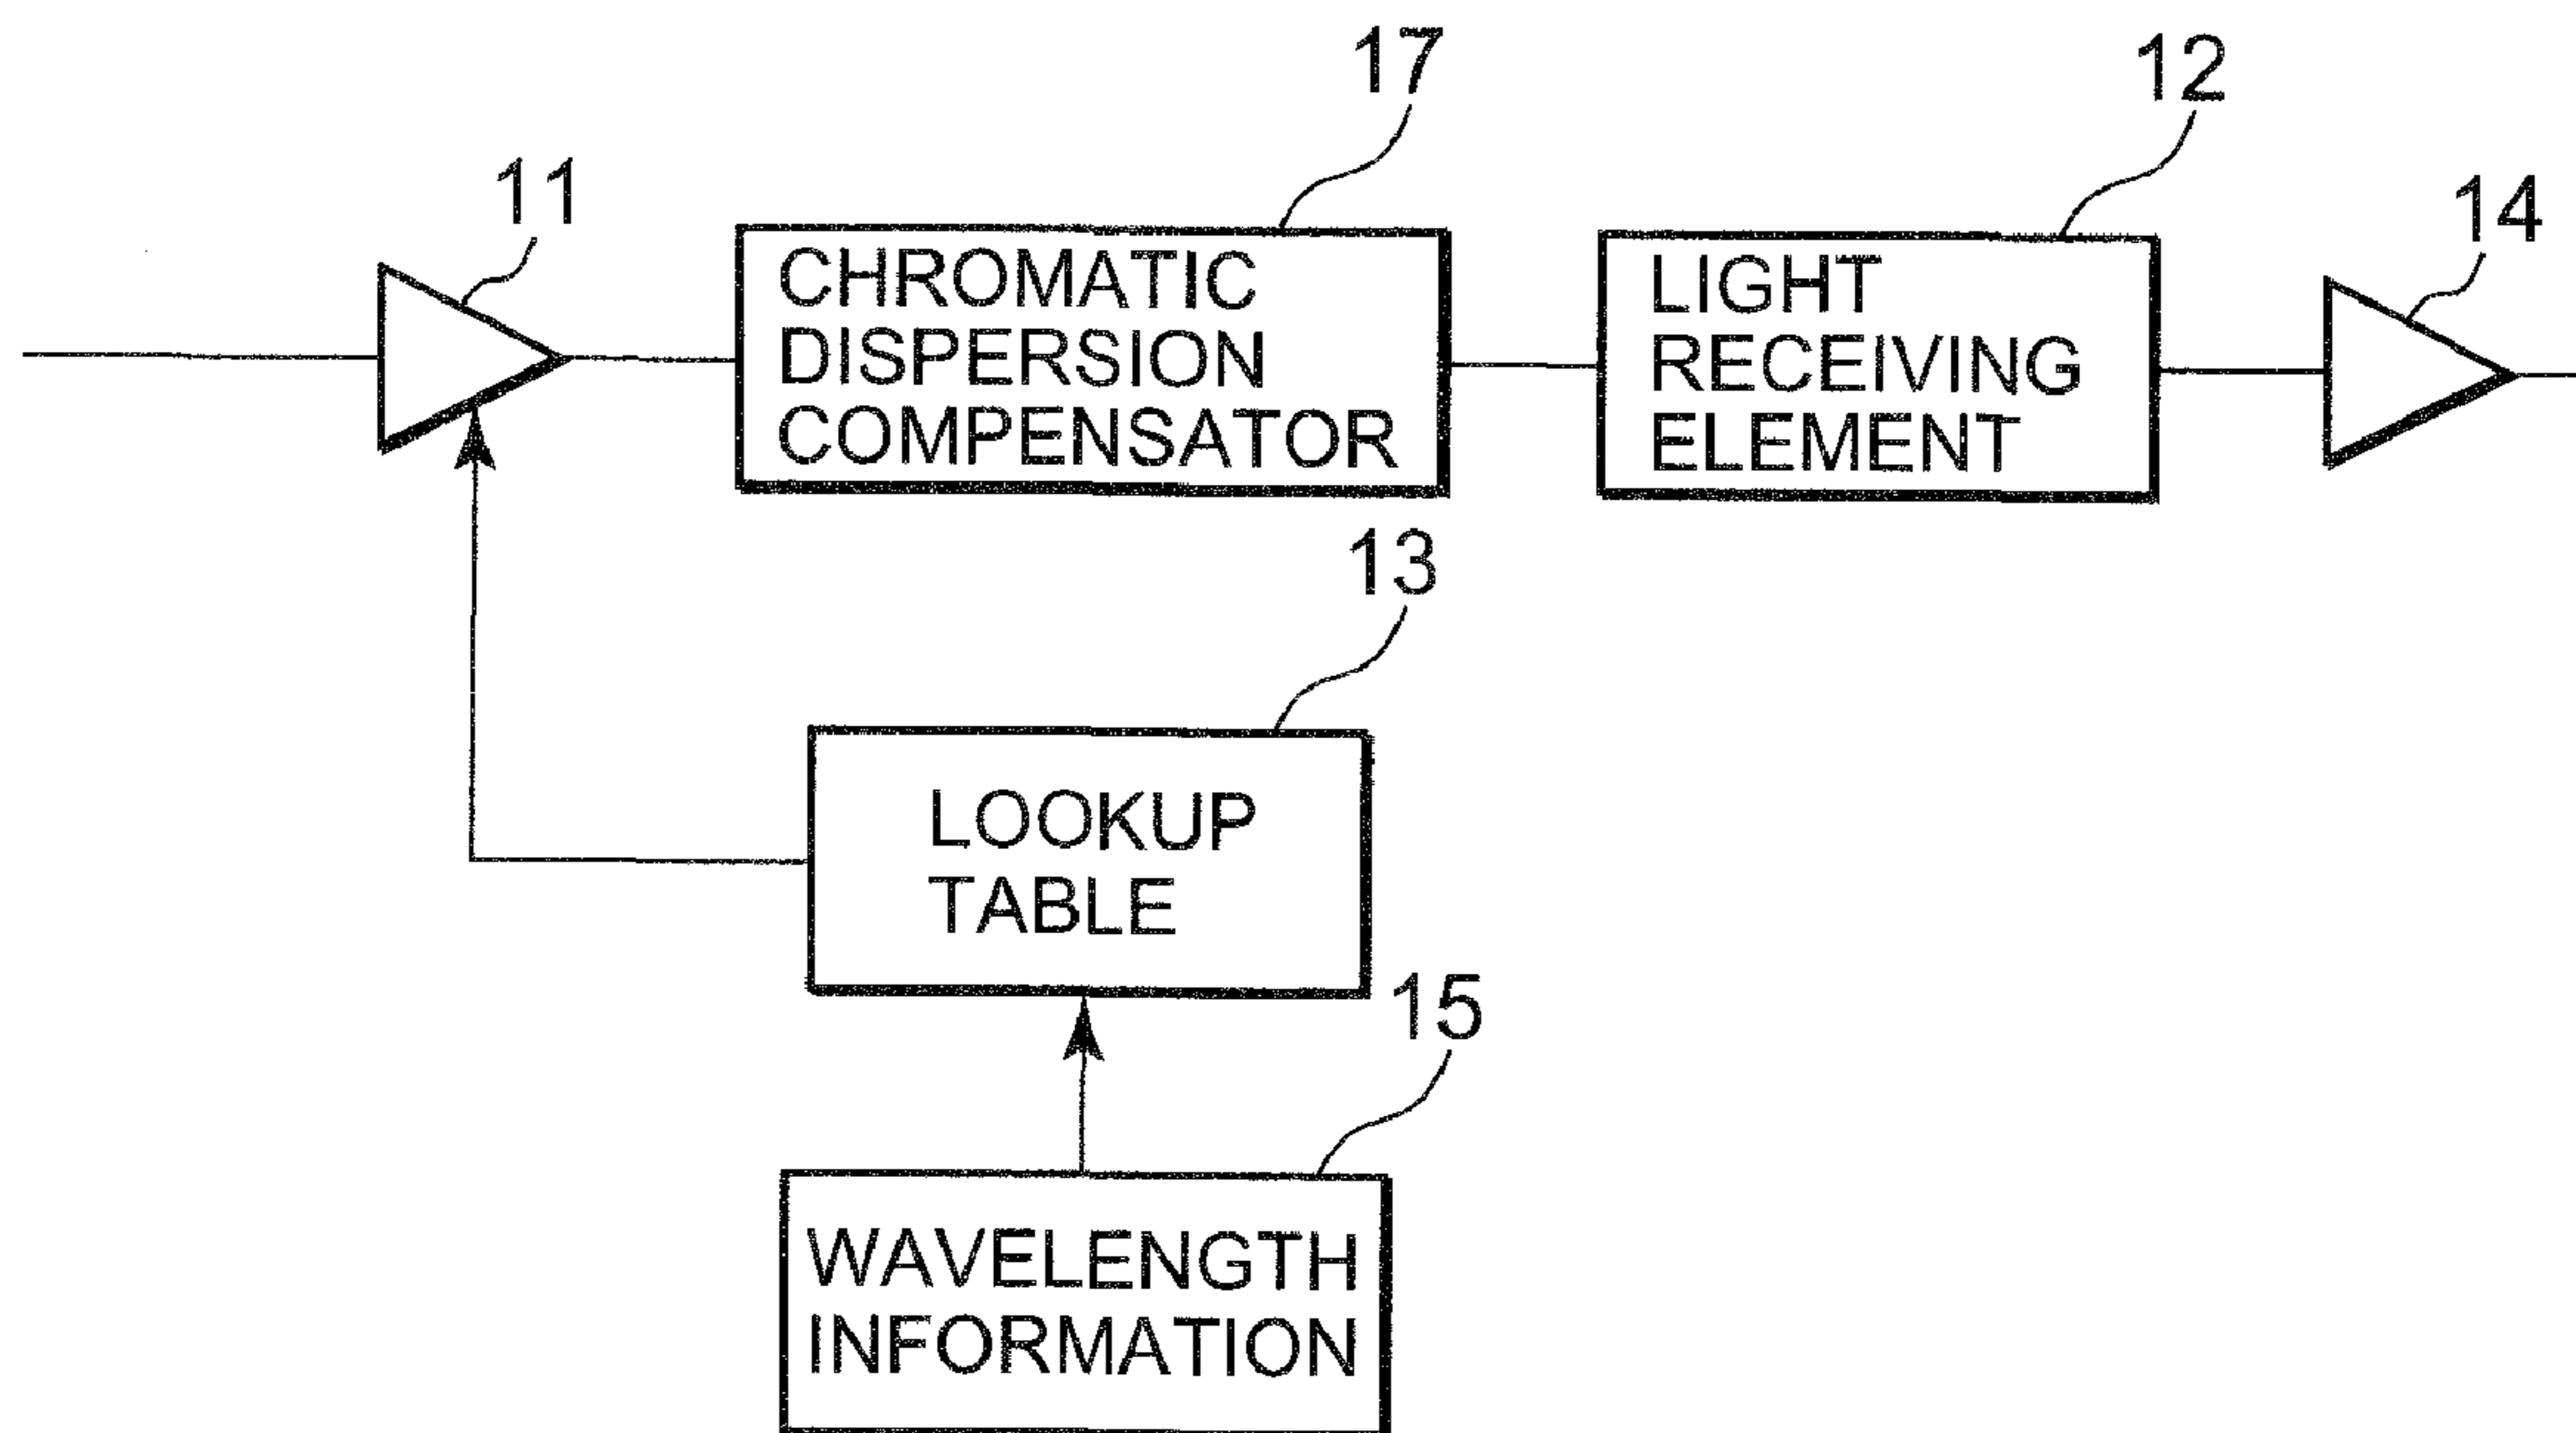 17
12
11
14
CHROMATIC
DISPERSION
COMPENSATOR
LIGHT
RECEIVING
ELEMENT
13
LOOKUP
TABLE
15
WAVELENGTH
INFORMATION